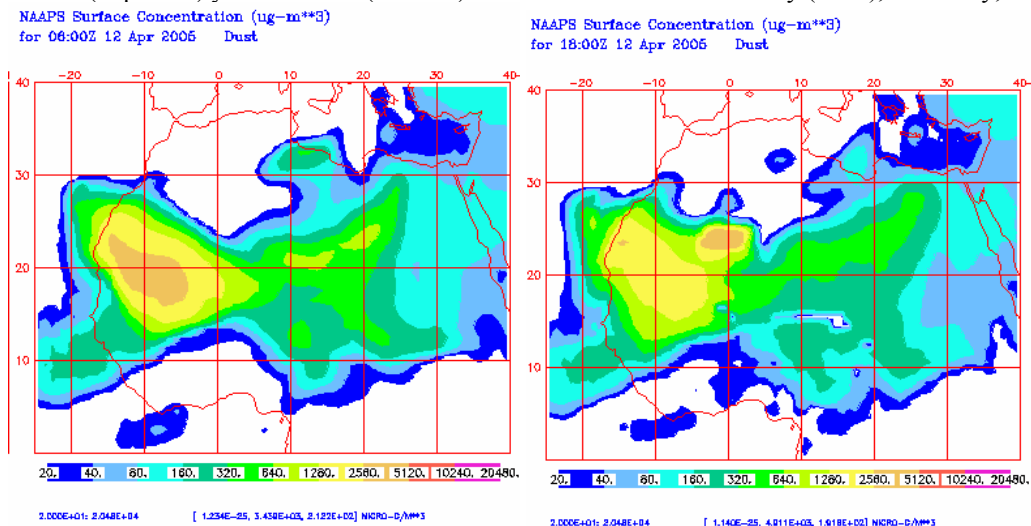 NAAPS Surface Concentration (ug-m**3)
for 06:00Z 12 Apr 2005 Dust
-20 -10 0 10 20 30 40
40
30
20
10
20. 40. 80. 160. 320. 640. 1280. 2560. 5120. 10240. 20480.
2.000E+01: 2.048E+04 [ 1.234E-25, 3.439E+03, 2.122E+02] MICRO-G/M**3
NAAPS Surface Concentration (ug-m**3)
for 18:00Z 12 Apr 2005 Dust
-20 -10 0 10 20 30 40
40
30
20
10
20. 40. 80. 160. 320. 640. 1280. 2560. 5120. 10240. 20480.
2.000E+01: 2.048E+04 [ 1.140E-25, 4.911E+03, 1.918E+02] MICRO-G/M**3